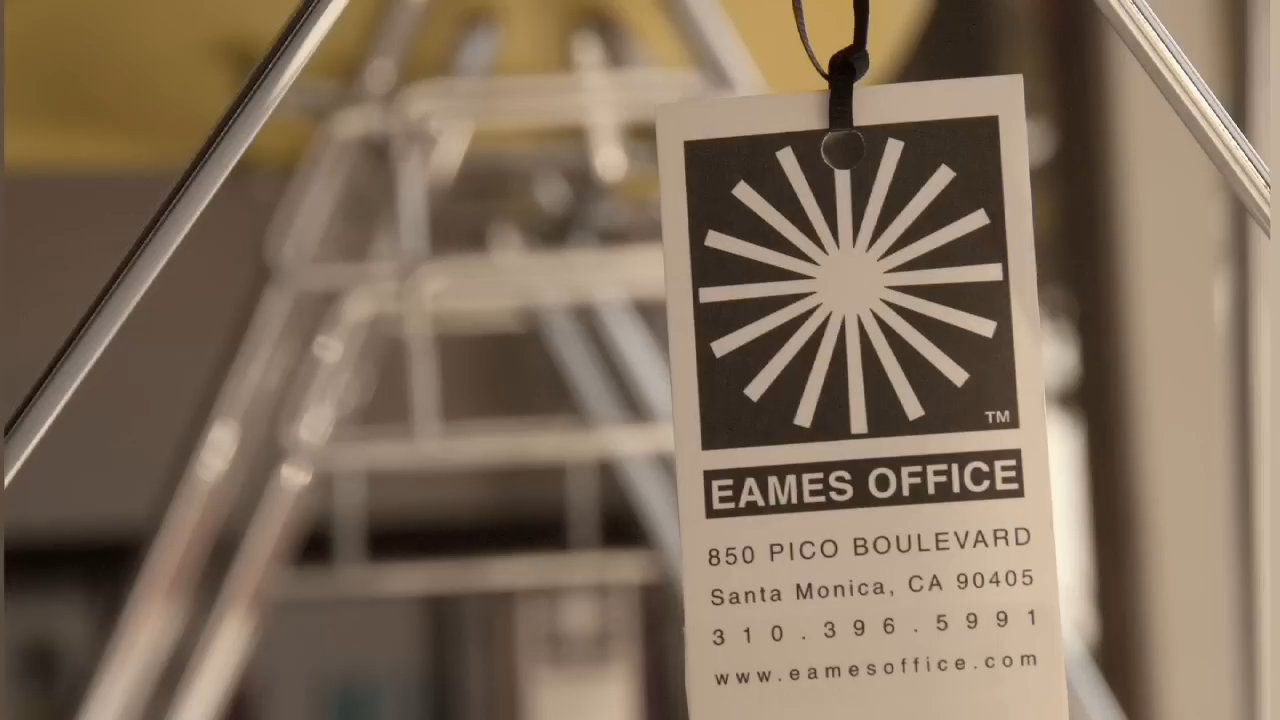 TM
EAMES OFFICE
850 PICO BOULEVARD
Santa Monica, CA 90405
310.396.5991
www.eamesoffice.com